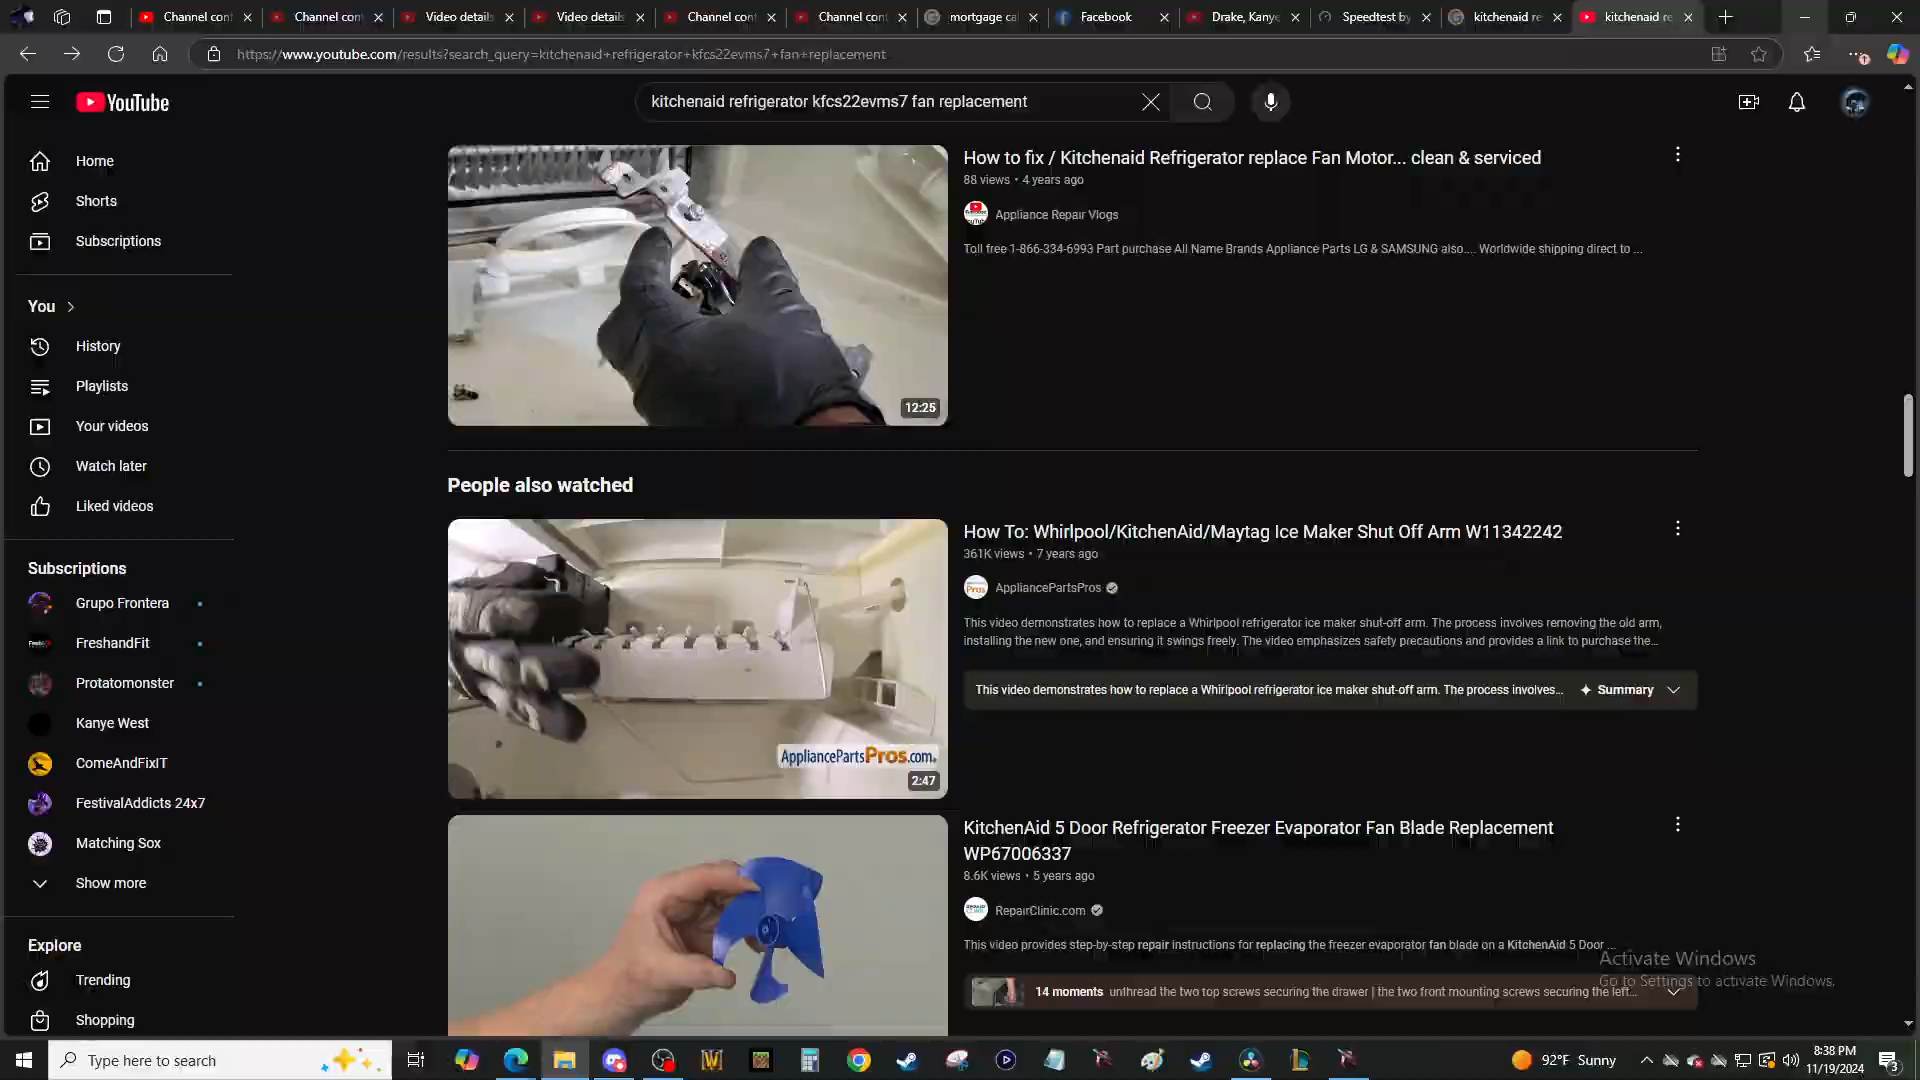 Channel con
Channel con
Video details
Video details
Channel con
Channel con
mortgage cal
Facebook
Drake, Kanye
Speedtest by
kitchenaid re
kitchenaid re
https://www.youtube.com/results?search_query=kitchenaid+refrigerator+kfcs22evms7+fan+replacement
YouTube
kitchenaid refrigerator kfcs22evms7 fan replacement
Home
Shorts
Subscriptions
You
History
Playlists
Your videos
Watch later
Liked videos
Subscriptions
Grupo Frontera
FreshandFit
Protatomonster
Kanye West
ComeAndFixIT
FestivalAddicts 24x7
Matching Sox
Show more
Explore
Trending
Shopping
12:25
How to fix / Kitchenaid Refrigerator replace Fan Motor... clean & serviced
88 views • 4 years ago
Appliance Repair Vlogs
Toll free 1-866-334-6993 Part purchase All Name Brands Appliance Parts LG & SAMSUNG also.... Worldwide shipping direct to ...
People also watched
AppliancePartsPros.com
2:47
How To: Whirlpool/KitchenAid/Maytag Ice Maker Shut Off Arm W11342242
361K views • 7 years ago
AppliancePartsPros
This video demonstrates how to replace a Whirlpool refrigerator ice maker shut-off arm. The process involves removing the old arm,
installing the new one, and ensuring it swings freely. The video emphasizes safety precautions and provides a link to purchase the...
This video demonstrates how to replace a Whirlpool refrigerator ice maker shut-off arm. The process involves...
Summary
KitchenAid 5 Door Refrigerator Freezer Evaporator Fan Blade Replacement
WP67006337
8.6K views • 5 years ago
RepairClinic.com
This video provides step-by-step repair instructions for replacing the freezer evaporator fan blade on a KitchenAid 5 Door ...
14 moments unthread the two top screws securing the drawer | the two front mounting screws securing the left...
Activate Windows
Go to Settings to activate Windows.
Type here to search
92°F Sunny
8:38 PM
11/19/2024
3